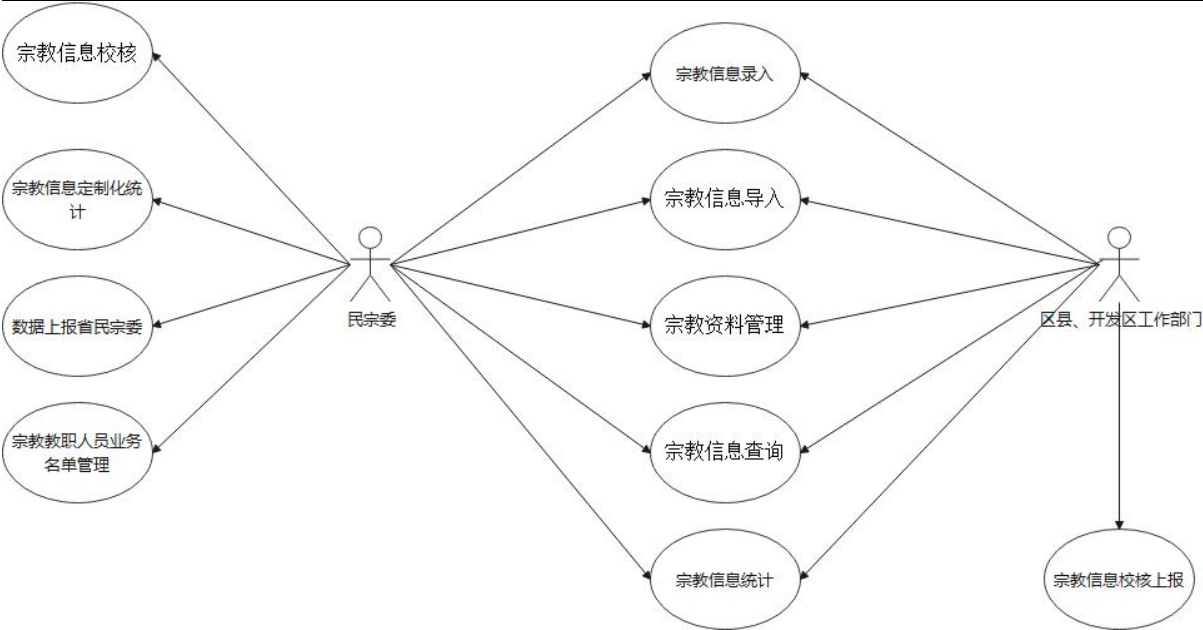 宗教信息校核
宗教信息录入
宗教信息定制化统
计
宗教信息导入
数据上报省民宗委
民宗委
宗教资料管理
区县、开发区工作部门
宗教教职人员业务
名单管理
宗教信息查询
宗教信息统计
宗教信息校核上报